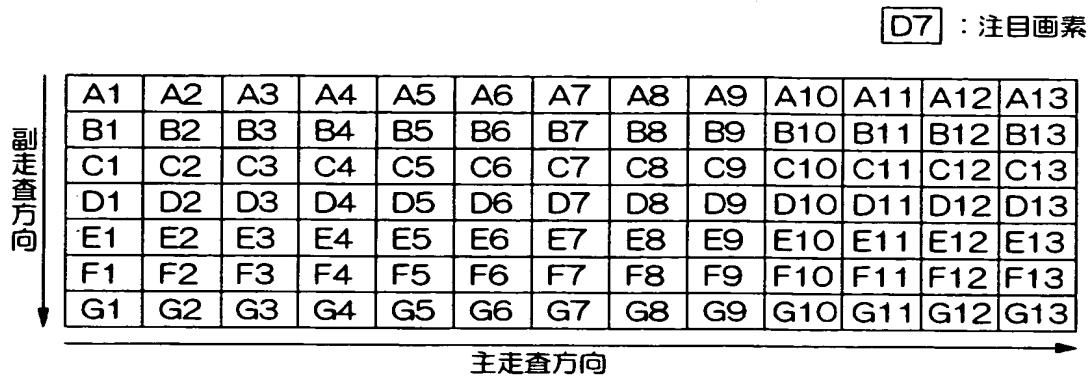 D7 :注目画素
A1 A2 A3 A4 A5 A6 A7 A8 A9 A10 A11 A12 A13
B1 B2 B3 B4 B5 B6 B7 B8 B9 B10 B11 B12 B13
C1 C2 C3 C4 C5 C6 C7 C8 C9 C10 C11 C12 C13
D1 D2 D3 D4 D5 D6 D7 D8 D9 D10 D11 D12 D13
E1 E2 E3 E4 E5 E6 E7 E8 E9 E10 E11 E12 E13
F1 F2 F3 F4 F5 F6 F7 F8 F9 F10 F11 F12 F13
G1 G2 G3 G4 G5 G6 G7 G8 G9 G10 G11 G12 G13
副走査方向
主走査方向